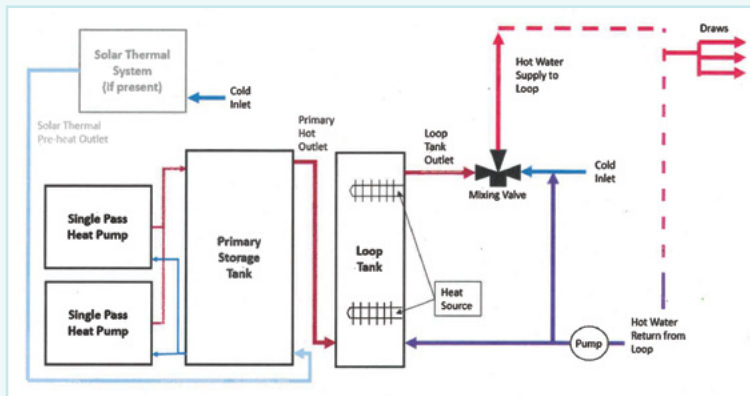 Solar Thermal
System
(if present)
Cold
Inlet
Solar Thermal
Pre-heat Outlet
Draws
Hot Water
Supply to
Loop
Primary
Hot
Outlet
Loop
Tank
Outlet
Cold
Inlet
Mixing Valve
Single Pass
Heat Pump
Primary
Storage
Tank
Loop
Tank
Heat
Source
Single Pass
Heat Pump
Pump
Hot Water
Return from
Loop